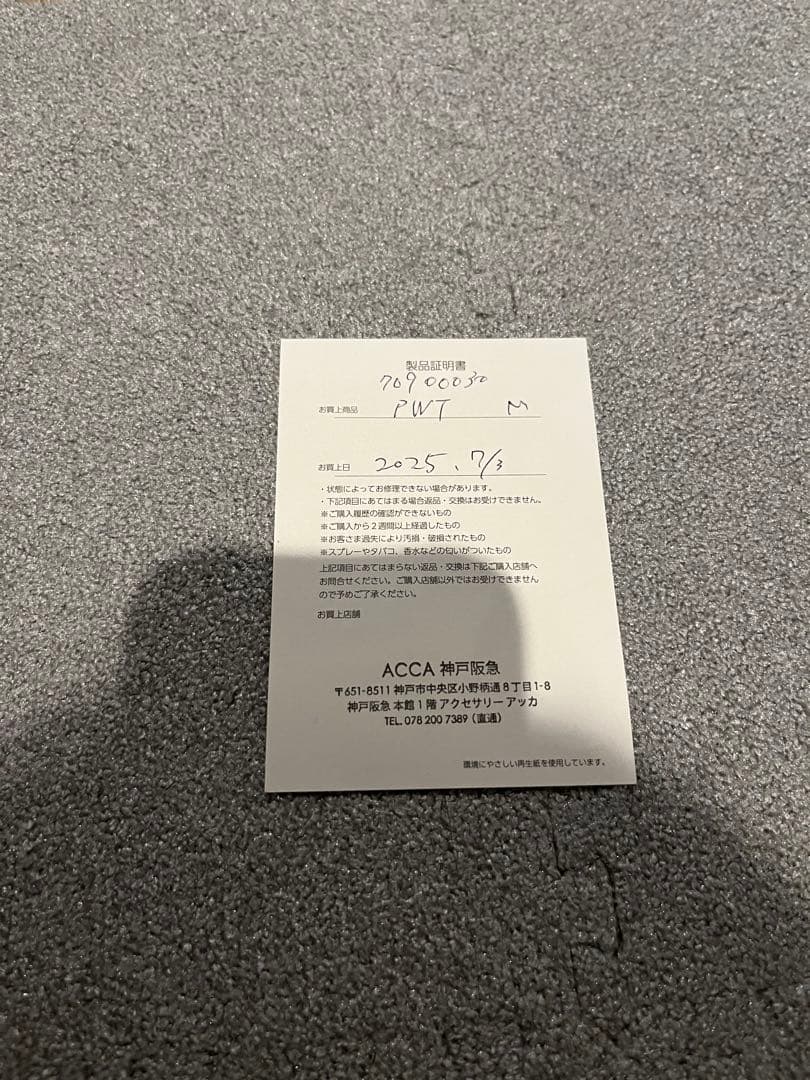 製品証明書
70900030
お買上商品 PWT M
お買上日 2025. 7/3
・状態によってお修理できない場合があります。
・下記項目にあてはまる場合返品・交換はお受けできません。
※ご購入履歴の確認ができないもの
※ご購入から2週間以上経過したもの
※お客さま過失により汚損・破損されたもの
※スプレーやタバコ、香水などの匂いがついたもの
上記項目にあてはまらない返品・交換は下記ご購入店舗へ
お問合せください。ご購入店舗以外ではお受けできません
ので予めご了承ください。
お買上店舗
ACCA 神戸阪急
〒651-8511 神戸市中央区小野柄通8丁目1-8
神戸阪急 本館1階 アクセサリー アッカ
TEL. 078 200 7389（直通）
環境にやさしい再生紙を使用しています。